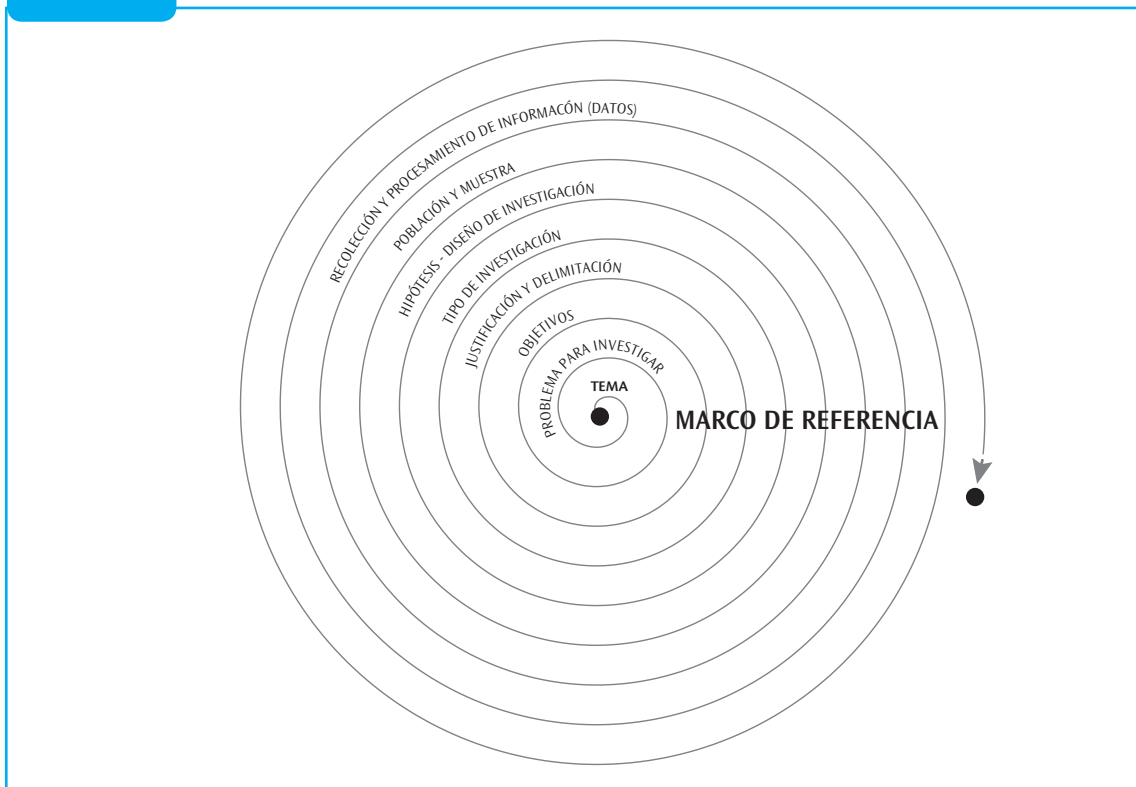 RECOLECCIÓN Y PROCESAMIENTO DE INFORMACÓN (DATOS)
POBLACIÓN Y MUESTRA
HIPÓTESIS - DISEÑO DE INVESTIGACIÓN
TIPO DE INVESTIGACIÓN
JUSTIFICACIÓN Y DELIMITACIÓN
OBJETIVOS
PROBLEMA PARA INVESTIGAR
TEMA
MARCO DE REFERENCIA